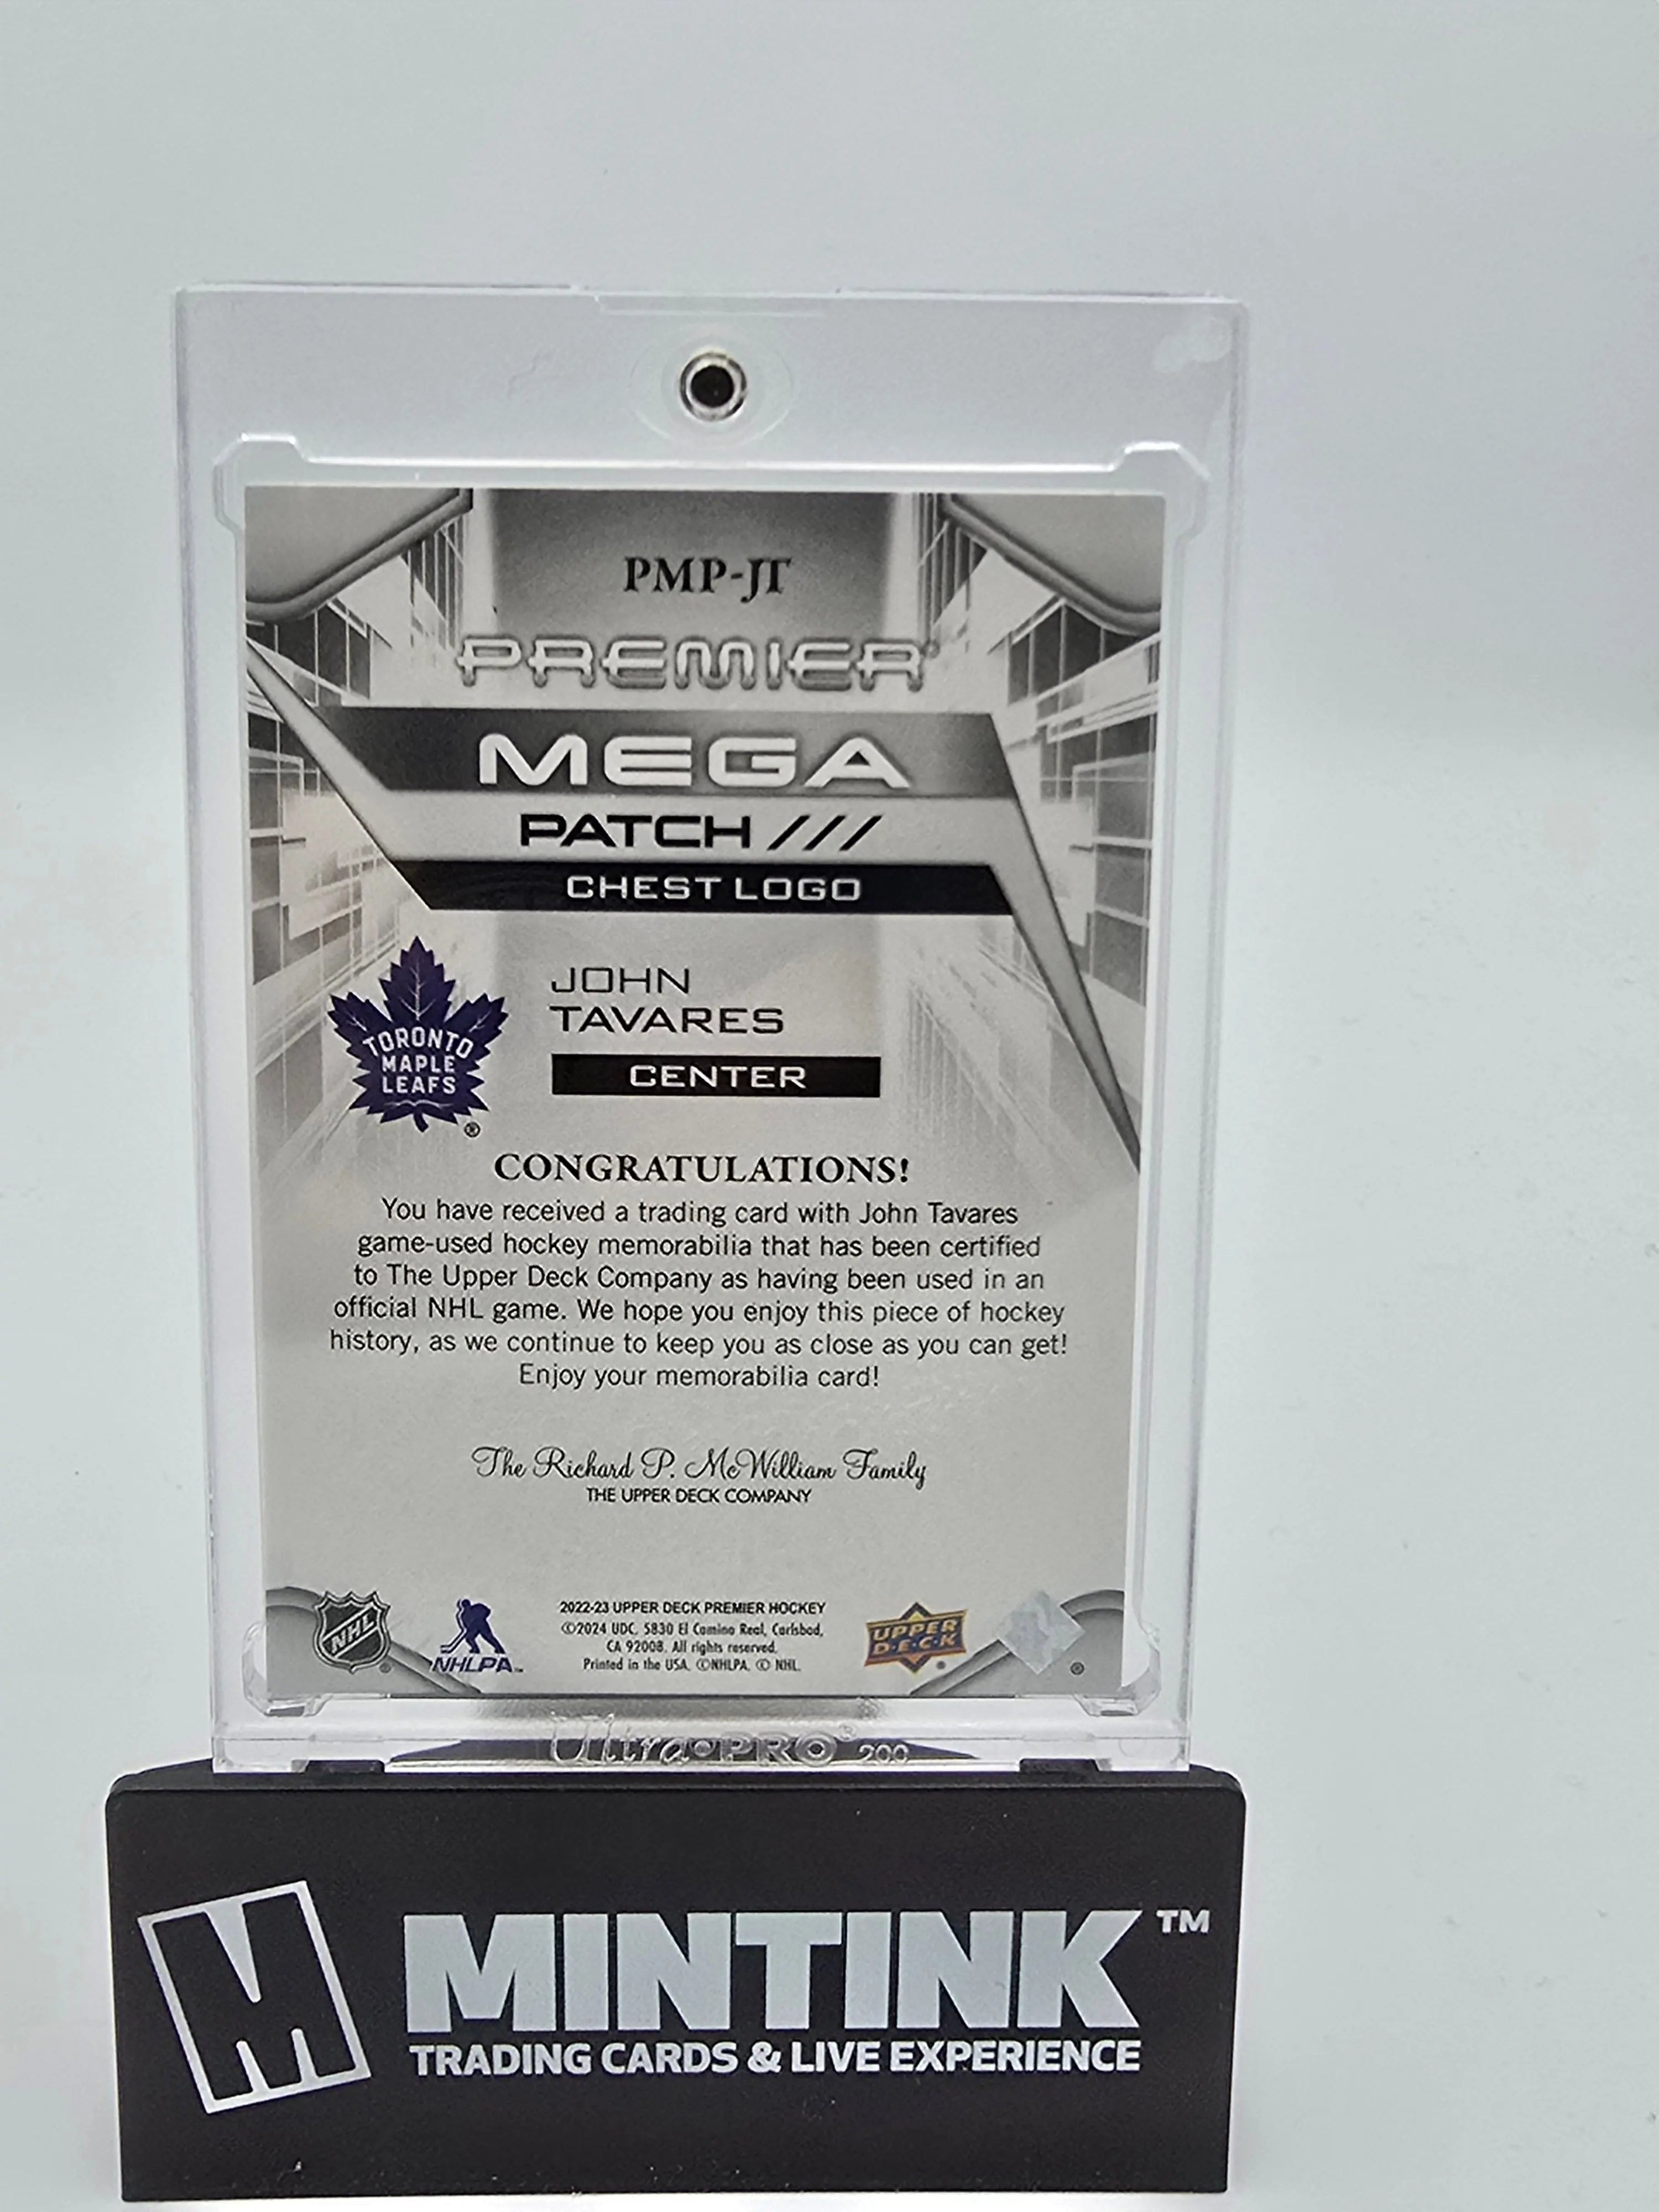 PMP-JT
PREMIER®
MEGA
PATCH ///
CHEST LOGO
TORONTO
MAPLE
LEAFS
®
JOHN
TAVARES
CENTER
CONGRATULATIONS!
You have received a trading card with John Tavares
game-used hockey memorabilia that has been certified
to The Upper Deck Company as having been used in an
official NHL game. We hope you enjoy this piece of hockey
history, as we continue to keep you as close as you can get!
Enjoy your memorabilia card!
The Richard P. McWilliam Family
THE UPPER DECK COMPANY
NHL ®
NHLPA™
2022-23 UPPER DECK PREMIER HOCKEY
©2024 UDC. 5830 El Camino Real, Carlsbad,
CA 92008. All rights reserved.
Printed in the USA. ©NHLPA. © NHL.
UPPER
D·E·C·K ®
®
Ultra·PRO® 200
M MINTINK™
TRADING CARDS & LIVE EXPERIENCE